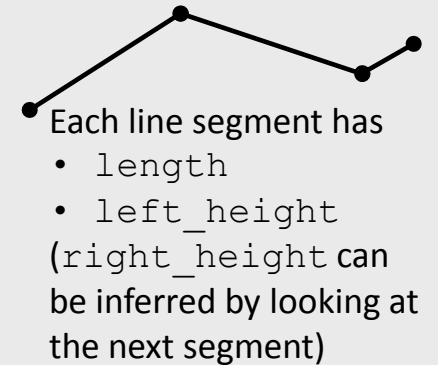 Each line segment has
• length
• left_height
(right_height can
be inferred by looking at
the next segment)